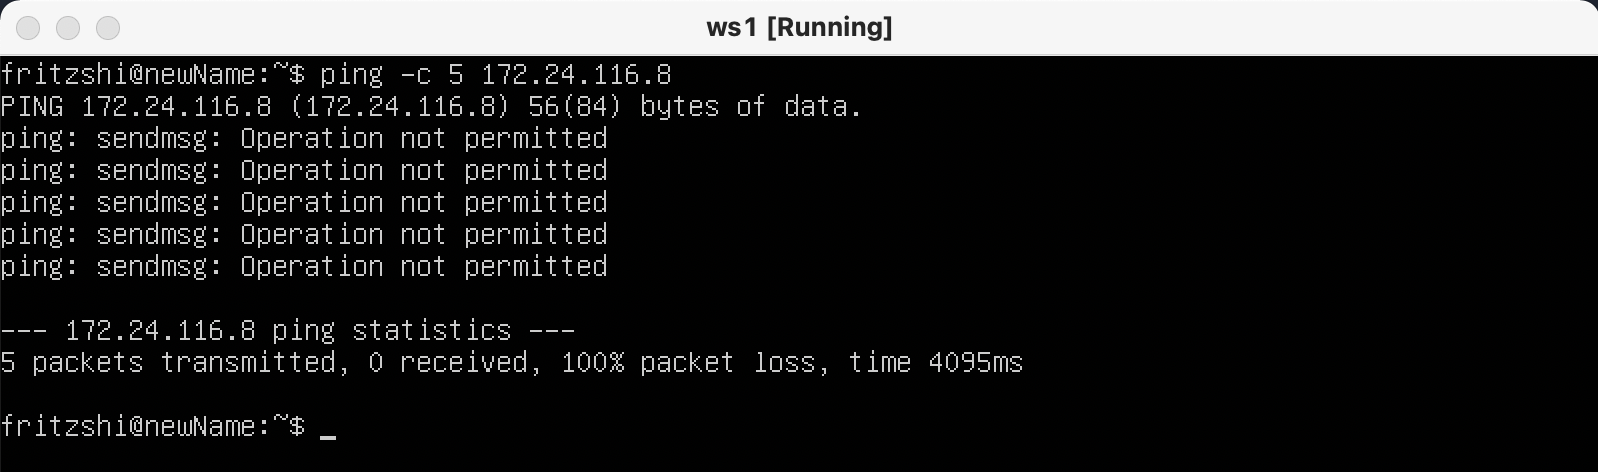 ws1 [Running]
fritzshi@newName:~$ ping -c 5 172.24.116.8
PING 172.24.116.8 (172.24.116.8) 56(84) bytes of data.
ping: sendmsg: Operation not permitted
ping: sendmsg: Operation not permitted
ping: sendmsg: Operation not permitted
ping: sendmsg: Operation not permitted
ping: sendmsg: Operation not permitted
--- 172.24.116.8 ping statistics ---
5 packets transmitted, 0 received, 100% packet loss, time 4095ms
fritzshi@newName:~$ _